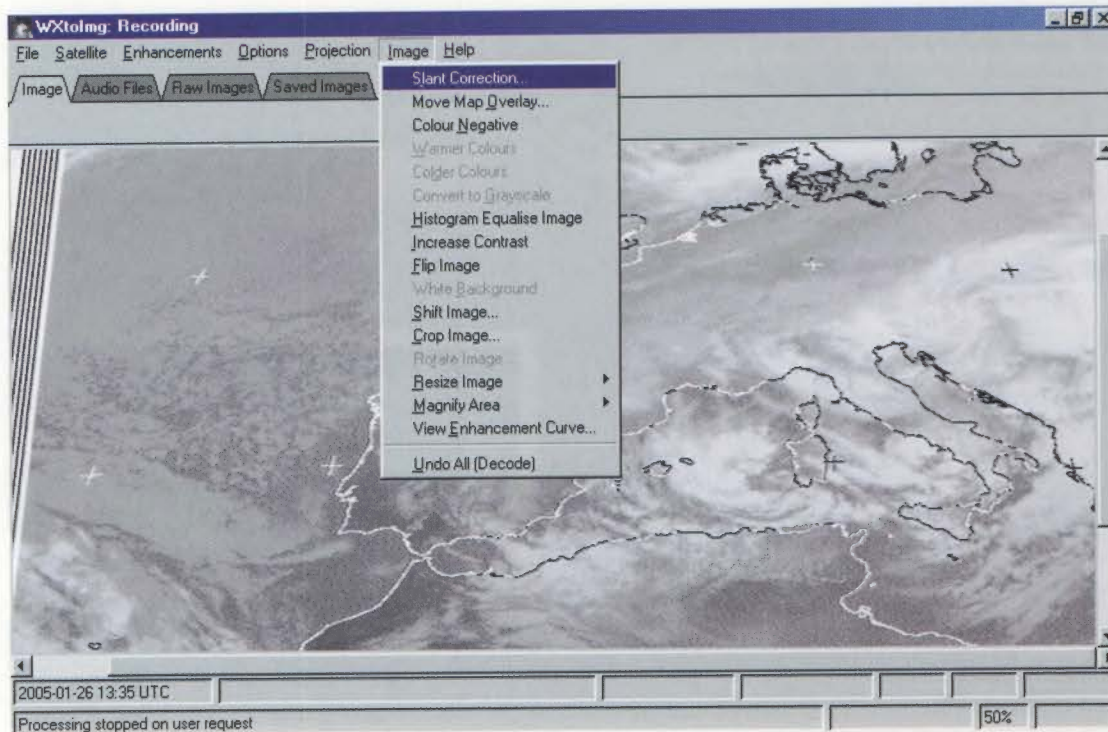 WXtoImg: Recording
File Satellite Enhancements Options Projection Image Help
Image Audio Files Raw Images Saved Images
Slant Correction...
Move Map Overlay...
Colour Negative
Warmer Colours
Colder Colours
Convert to Grayscale
Histogram Equalise Image
Increase Contrast
Flip Image
White Background
Shift Image...
Crop Image...
Rotate Image...
Resize Image
Magnify Area
View Enhancement Curve...
Undo All (Decode)
2005-01-26 13:35 UTC
Processing stopped on user request
50%